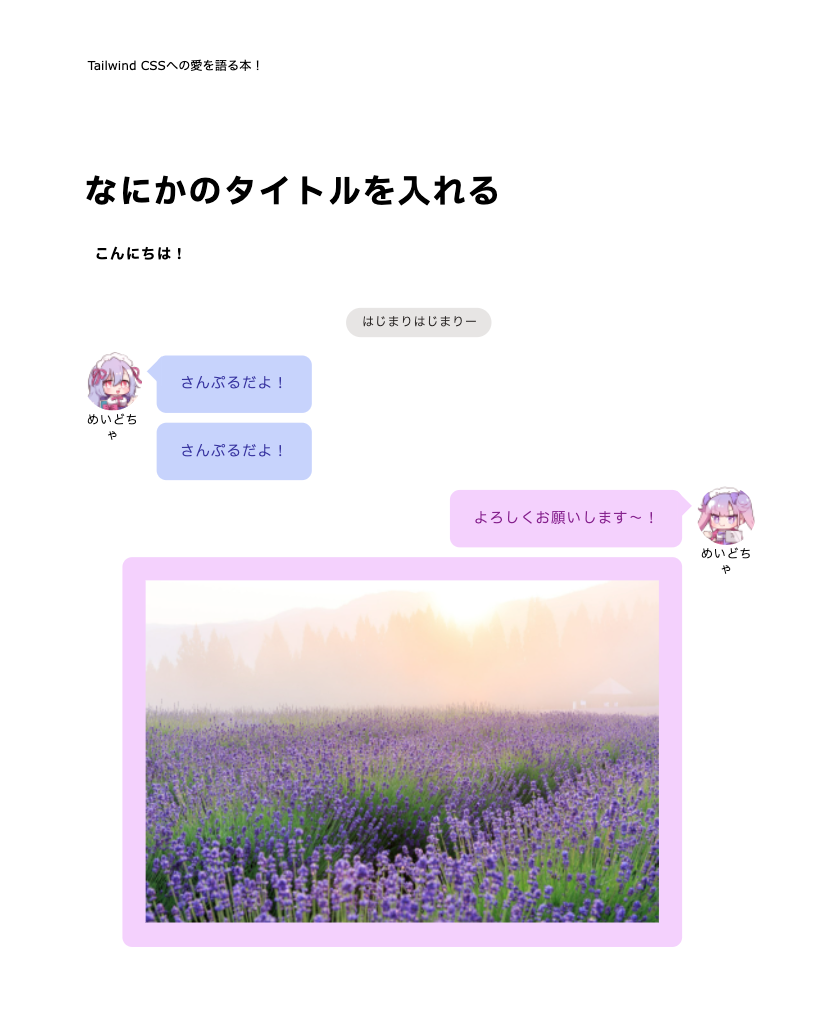 Tailwind CSSへの愛を語る本！
なにかのタイトルを入れる
こんにちは！
はじまりはじまりー
さんぷるだよ！
めいどち
ゃ
さんぷるだよ！
よろしくお願いします～！
めいどち
ゃ